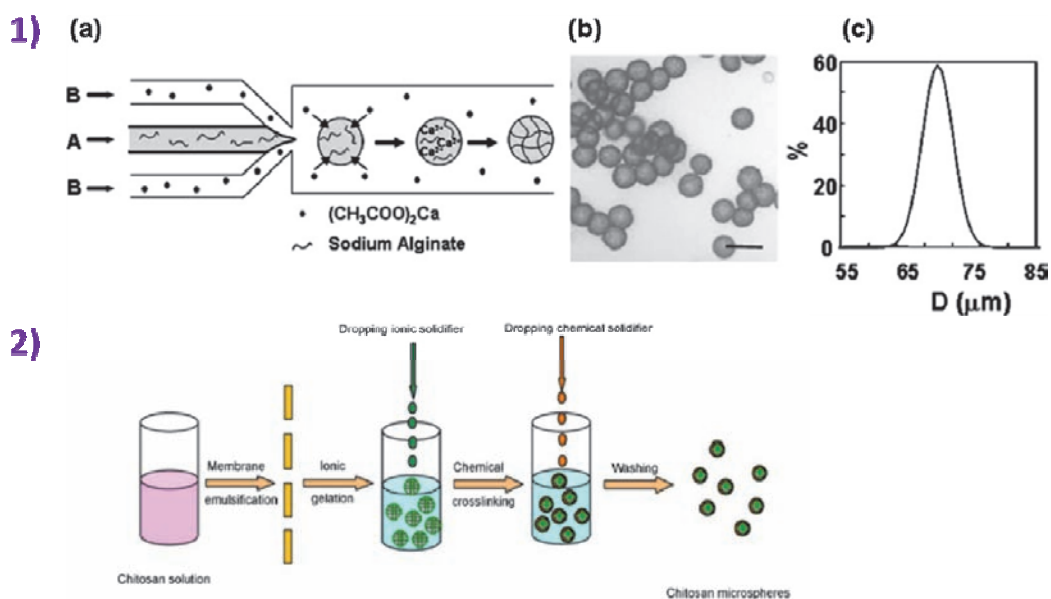 1) (a) (b) (c)
B
A
B
Ca²⁺
Ca²⁺
Ca²⁺
(CH₃COO)₂Ca
Sodium Alginate
60
40
20
0
%
55 65 75 85
D (μm)
2)
Dropping ionic solidifier
Dropping chemical solidifier
Membrane
emulsification
Ionic
gelation
Chemical
crosslinking
Washing
Chitosan solution
Chitosan microspheres